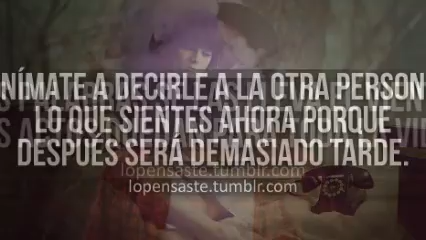 NÍMATE A DECIRLE A LA OTRA PERSON
LO QUE SIENTES AHORA PORQUE
DESPUÉS SERÁ DEMASIADO TARDE.
lopensaste.tumblr.com
lopensaste.tumblr.com